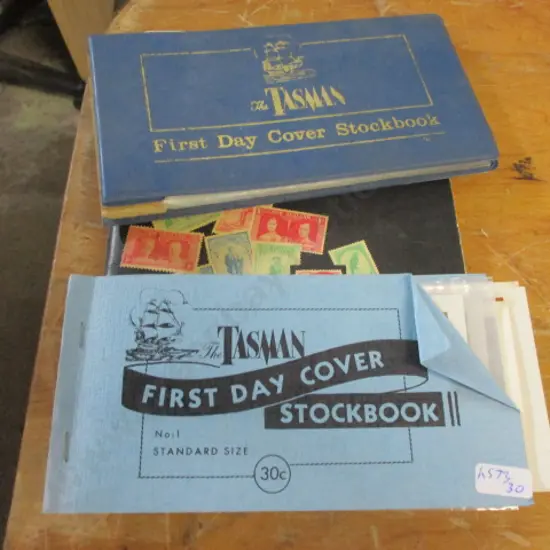 The TASMAN
First Day Cover Stockbook
The TASMAN
FIRST DAY COVER
STOCKBOOK
No:1
STANDARD SIZE
30c
30